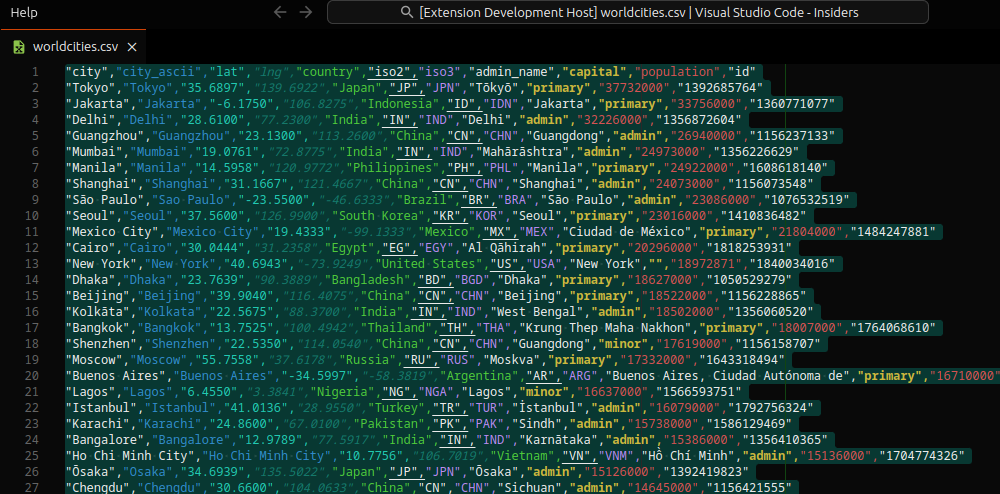 Help
[Extension Development Host] worldcities.csv | Visual Studio Code - Insiders
worldcities.csv
1 "city","city_ascii","lat","lng","country","iso2","iso3","admin_name","capital","population","id"
2 "Tokyo","Tokyo","35.6897","139.6922","Japan","JP","JPN","Tōkyō","primary","37732000","1392685764"
3 "Jakarta","Jakarta","-6.1750","106.8275","Indonesia","ID","IDN","Jakarta","primary","33756000","1360771077"
4 "Delhi","Delhi","28.6100","77.2300","India","IN","IND","Delhi","admin","32226000","1356872604"
5 "Guangzhou","Guangzhou","23.1300","113.2600","China","CN","CHN","Guangdong","admin","26940000","1156237133"
6 "Mumbai","Mumbai","19.0761","72.8775","India","IN","IND","Mahārāshtra","admin","24973000","1356226629"
7 "Manila","Manila","14.5958","120.9772","Philippines","PH","PHL","Manila","primary","24922000","1608618140"
8 "Shanghai","Shanghai","31.1667","121.4667","China","CN","CHN","Shanghai","admin","24073000","1156073548"
9 "São Paulo","Sao Paulo","-23.5500","-46.6333","Brazil","BR","BRA","São Paulo","admin","23086000","1076532519"
10 "Seoul","Seoul","37.5600","126.9900","South Korea","KR","KOR","Seoul","primary","23016000","1410836482"
11 "Mexico City","Mexico City","19.4333","-99.1333","Mexico","MX","MEX","Ciudad de México","primary","21804000","1484247881"
12 "Cairo","Cairo","30.0444","31.2358","Egypt","EG","EGY","Al Qāhirah","primary","20296000","1818253931"
13 "New York","New York","40.6943","-73.9249","United States","US","USA","New York","","18972871","1840034016"
14 "Dhaka","Dhaka","23.7639","90.3889","Bangladesh","BD","BGD","Dhaka","primary","18627000","1050529279"
15 "Beijing","Beijing","39.9040","116.4075","China","CN","CHN","Beijing","primary","18522000","1156228865"
16 "Kolkāta","Kolkata","22.5675","88.3700","India","IN","IND","West Bengal","admin","18502000","1356060520"
17 "Bangkok","Bangkok","13.7525","100.4942","Thailand","TH","THA","Krung Thep Maha Nakhon","primary","18007000","1764068610"
18 "Shenzhen","Shenzhen","22.5350","114.0540","China","CN","CHN","Guangdong","minor","17619000","1156158707"
19 "Moscow","Moscow","55.7558","37.6178","Russia","RU","RUS","Moskva","primary","17332000","1643318494"
20 "Buenos Aires","Buenos Aires","-34.5997","-58.3819","Argentina","AR","ARG","Buenos Aires, Ciudad Autónoma de","primary","16710000"
21 "Lagos","Lagos","6.4550","3.3841","Nigeria","NG","NGA","Lagos","minor","16637000","1566593751"
22 "Istanbul","Istanbul","41.0136","28.9550","Turkey","TR","TUR","İstanbul","admin","16079000","1792756324"
23 "Karachi","Karachi","24.8600","67.0100","Pakistan","PK","PAK","Sindh","admin","15738000","1586129469"
24 "Bangalore","Bangalore","12.9789","77.5917","India","IN","IND","Karnātaka","admin","15386000","1356410365"
25 "Ho Chi Minh City","Ho Chi Minh City","10.7756","106.7019","Vietnam","VN","VNM","Hồ Chí Minh","admin","15136000","1704774326"
26 "Ōsaka","Osaka","34.6939","135.5022","Japan","JP","JPN","Ōsaka","admin","15126000","1392419823"
27 "Chengdu","Chengdu","30.6600","104.0633","China","CN","CHN","Sichuan","admin","14645000","1156421555"